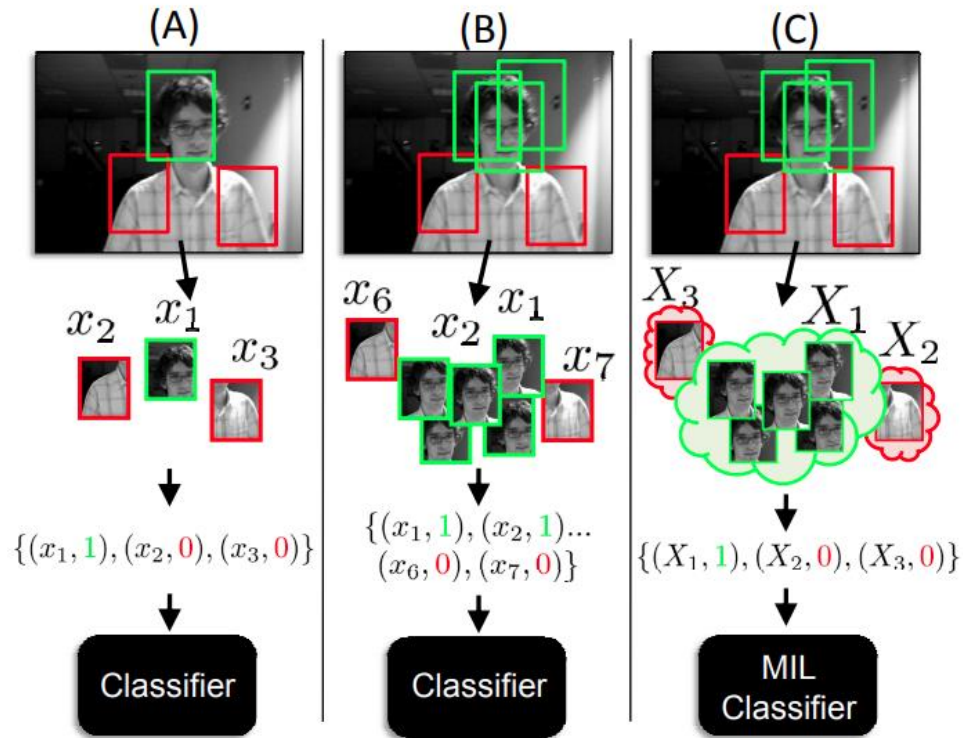 (A)
x₂ x₁ x₃
{(x₁, 1), (x₂, 0), (x₃, 0)}
Classifier
(B)
x₆ x₂ x₁ x₇
{(x₁, 1), (x₂, 1)...
(x₆, 0), (x₇, 0)}
Classifier
(C)
X₃ X₁ X₂
{(X₁, 1), (X₂, 0), (X₃, 0)}
MIL
Classifier